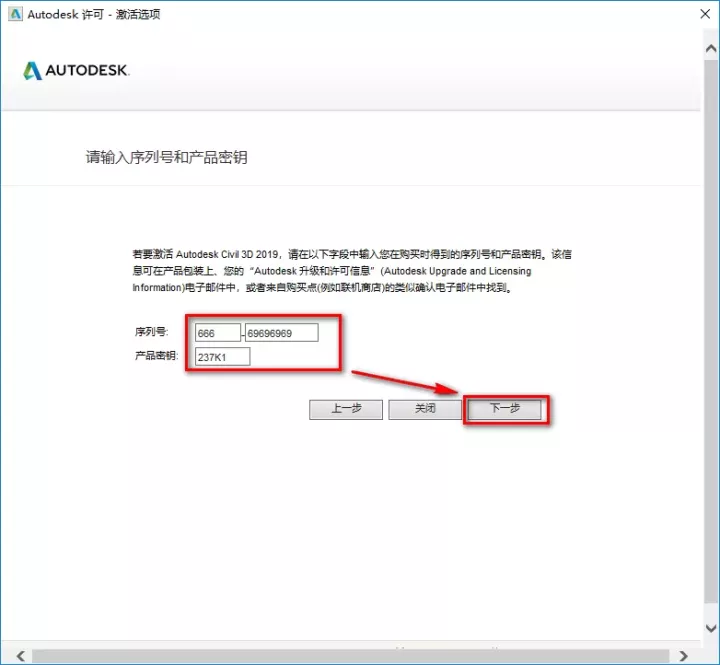 Autodesk 许可 - 激活选项
AUTODESK.
请输入序列号和产品密钥
若要激活 Autodesk Civil 3D 2019，请在以下字段中输入您在购买时得到的序列号和产品密钥。该信
息可在产品包装上、您的“Autodesk 升级和许可信息”(Autodesk Upgrade and Licensing
Information)电子邮件中，或者来自购买点(例如联机商店)的类似确认电子邮件中找到。
序列号: 666 - 69696969
产品密钥: 237K1
上一步 关闭 下一步